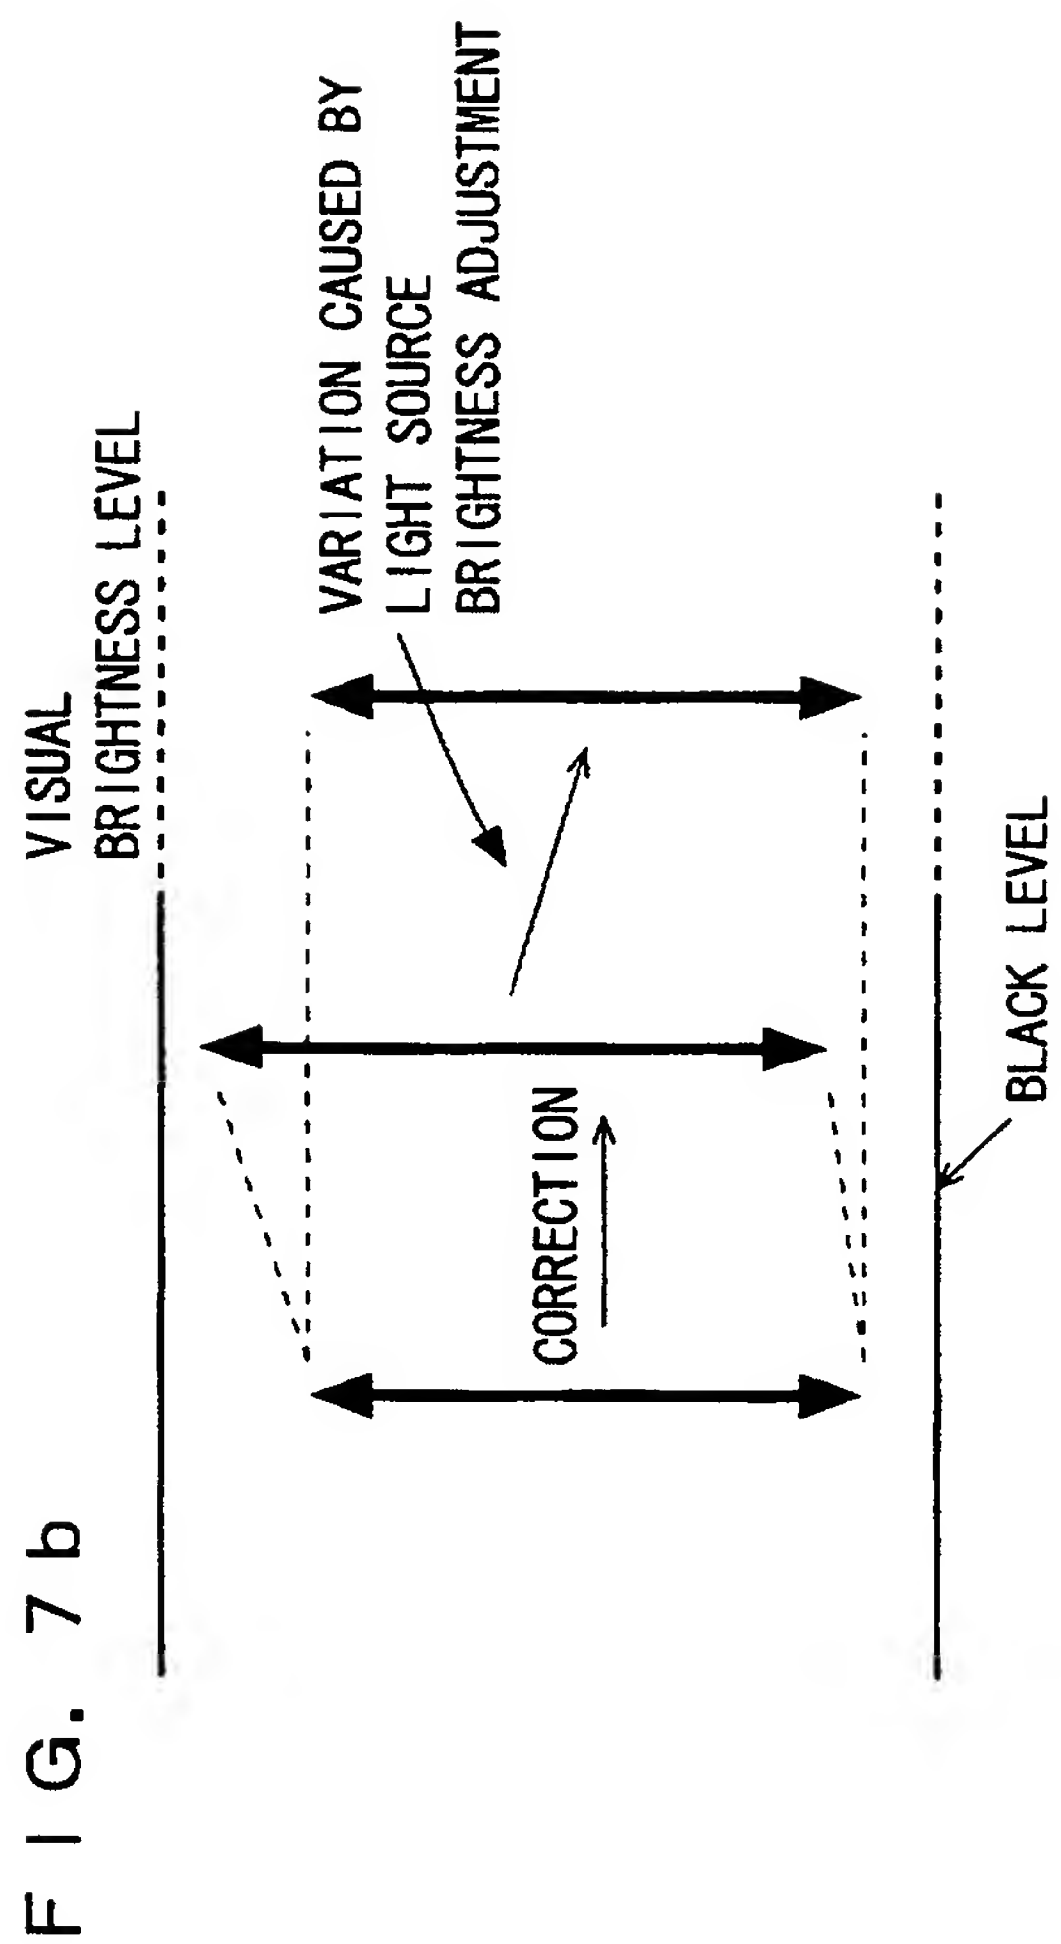 FIG. 7b
VISUAL
BRIGHTNESS LEVEL
VARIATION CAUSED BY
LIGHT SOURCE
BRIGHTNESS ADJUSTMENT
CORRECTION
BLACK LEVEL